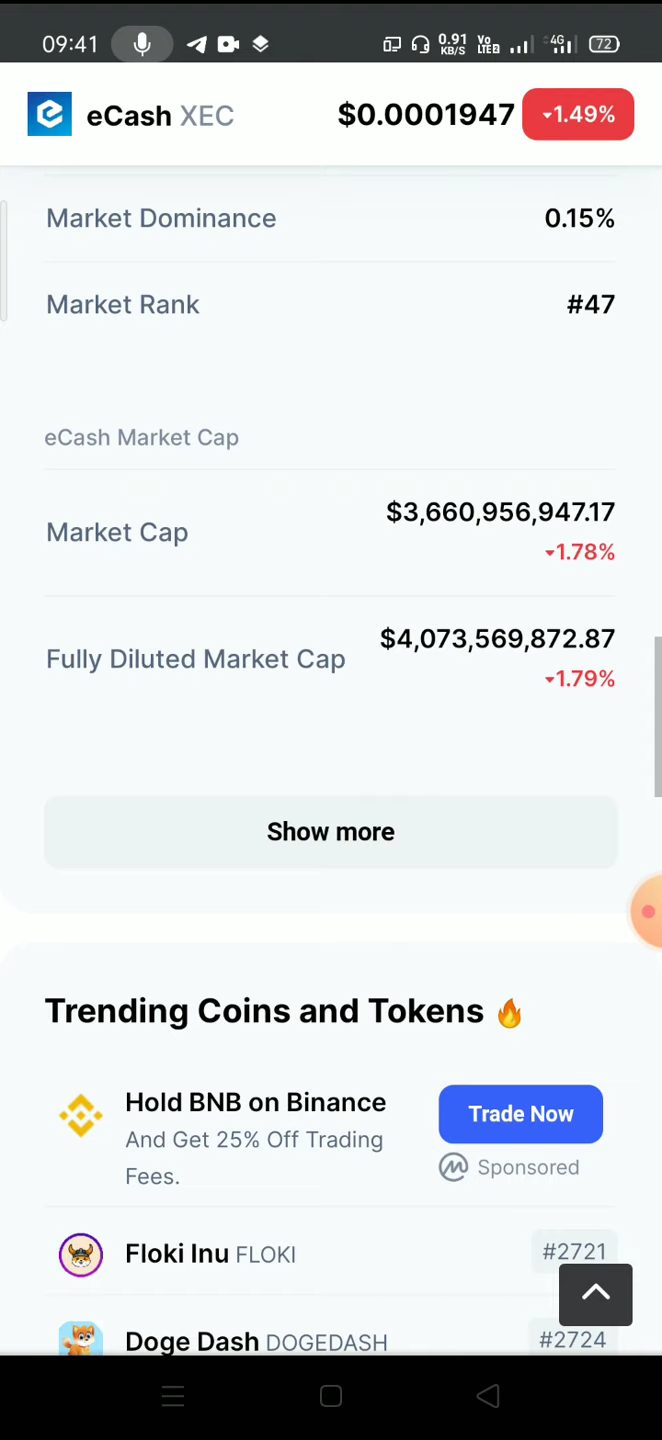 09:41 0.91 KB/S Vo LTE2 4G 72
eCash XEC $0.0001947 1.49%
Market Dominance 0.15%
Market Rank #47
eCash Market Cap
Market Cap $3,660,956,947.17
1.78%
Fully Diluted Market Cap $4,073,569,872.87
1.79%
Show more
Trending Coins and Tokens
Hold BNB on Binance Trade Now
And Get 25% Off Trading
Fees. Sponsored
Floki Inu FLOKI #2721
Doge Dash DOGEDASH #2724